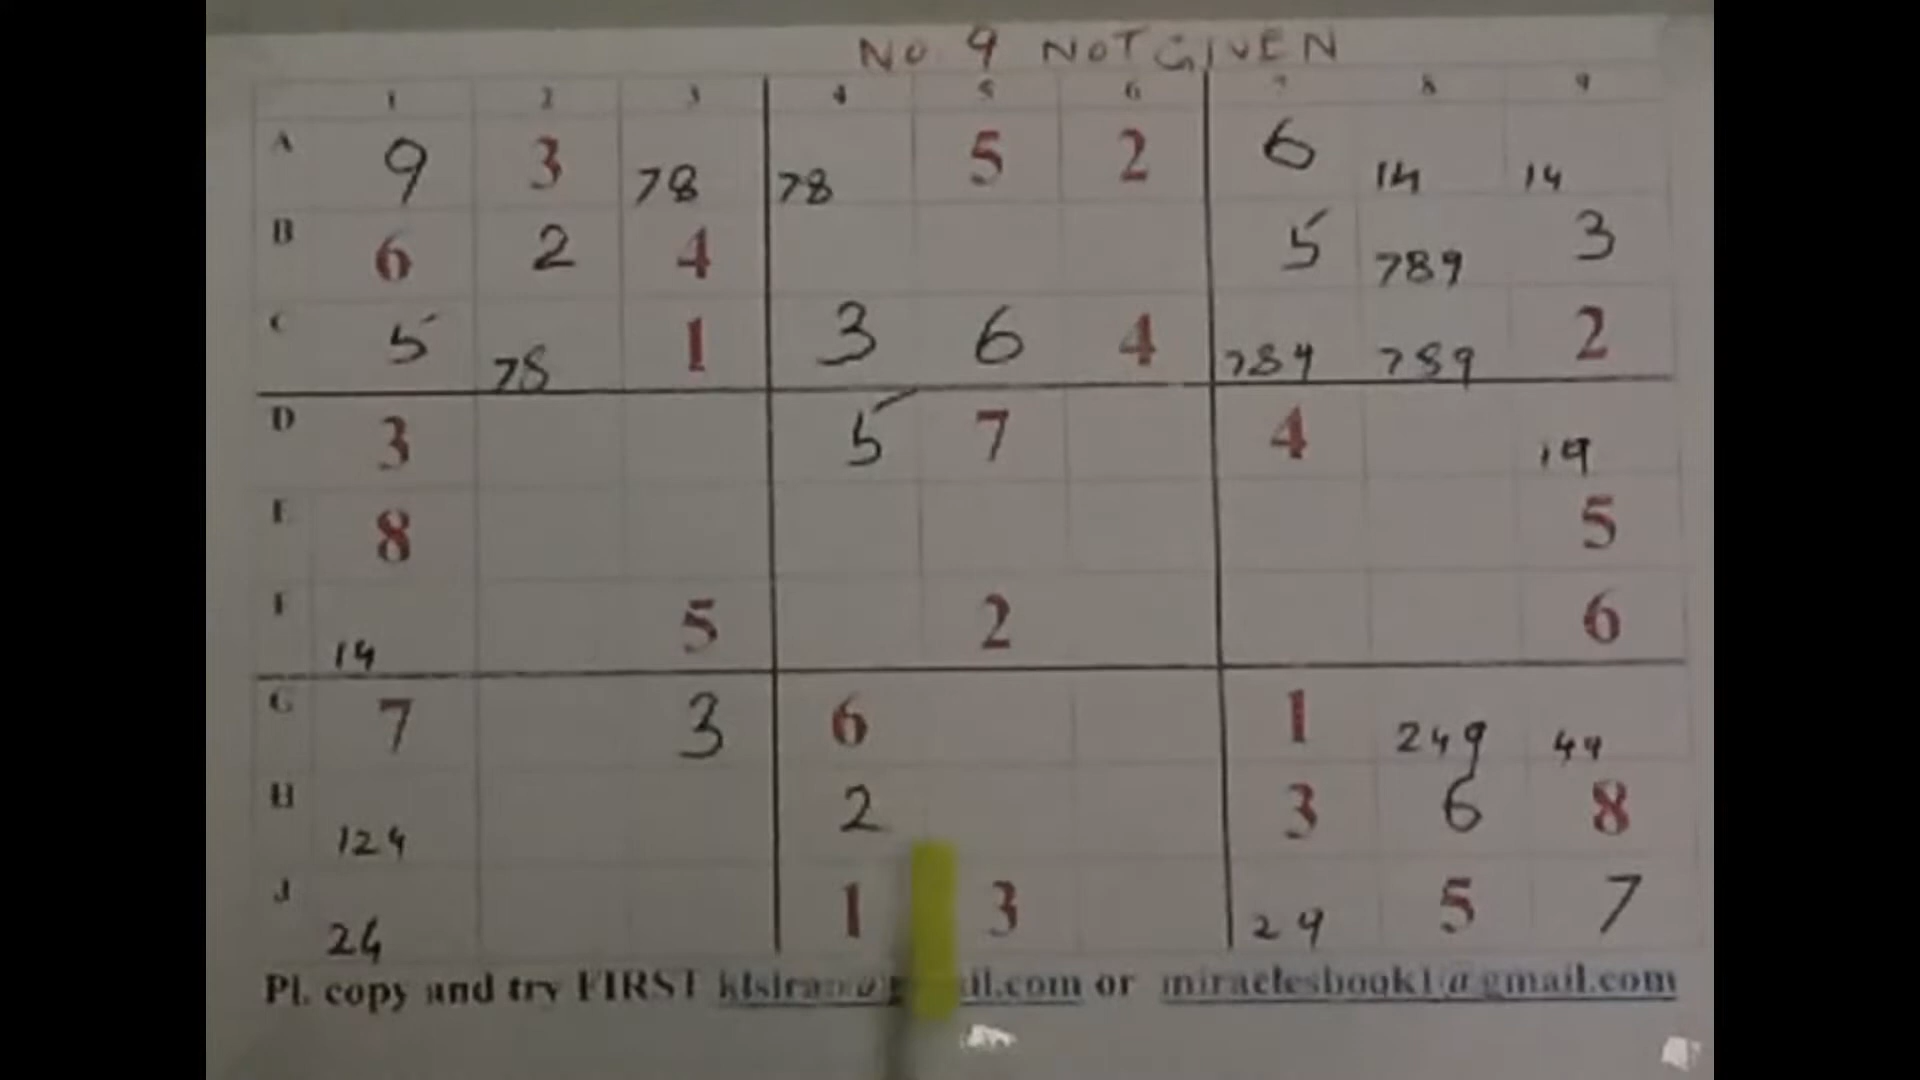 NO 9 NOT GIVEN
1 2 3 4 5 6 7 8 9
A 9 3 78 78 5 2 6 14 14
B 6 2 4 5 789 3
C 5 78 1 3 6 4 789 789 2
D 3 5 7 4 19
E 8 5
F 14 5 2 6
G 7 3 6 1 249 49
H 124 2 3 6 8
J 24 1 3 29 5 7
Pl. copy and try FIRST or miraclesbook1@gmail.com